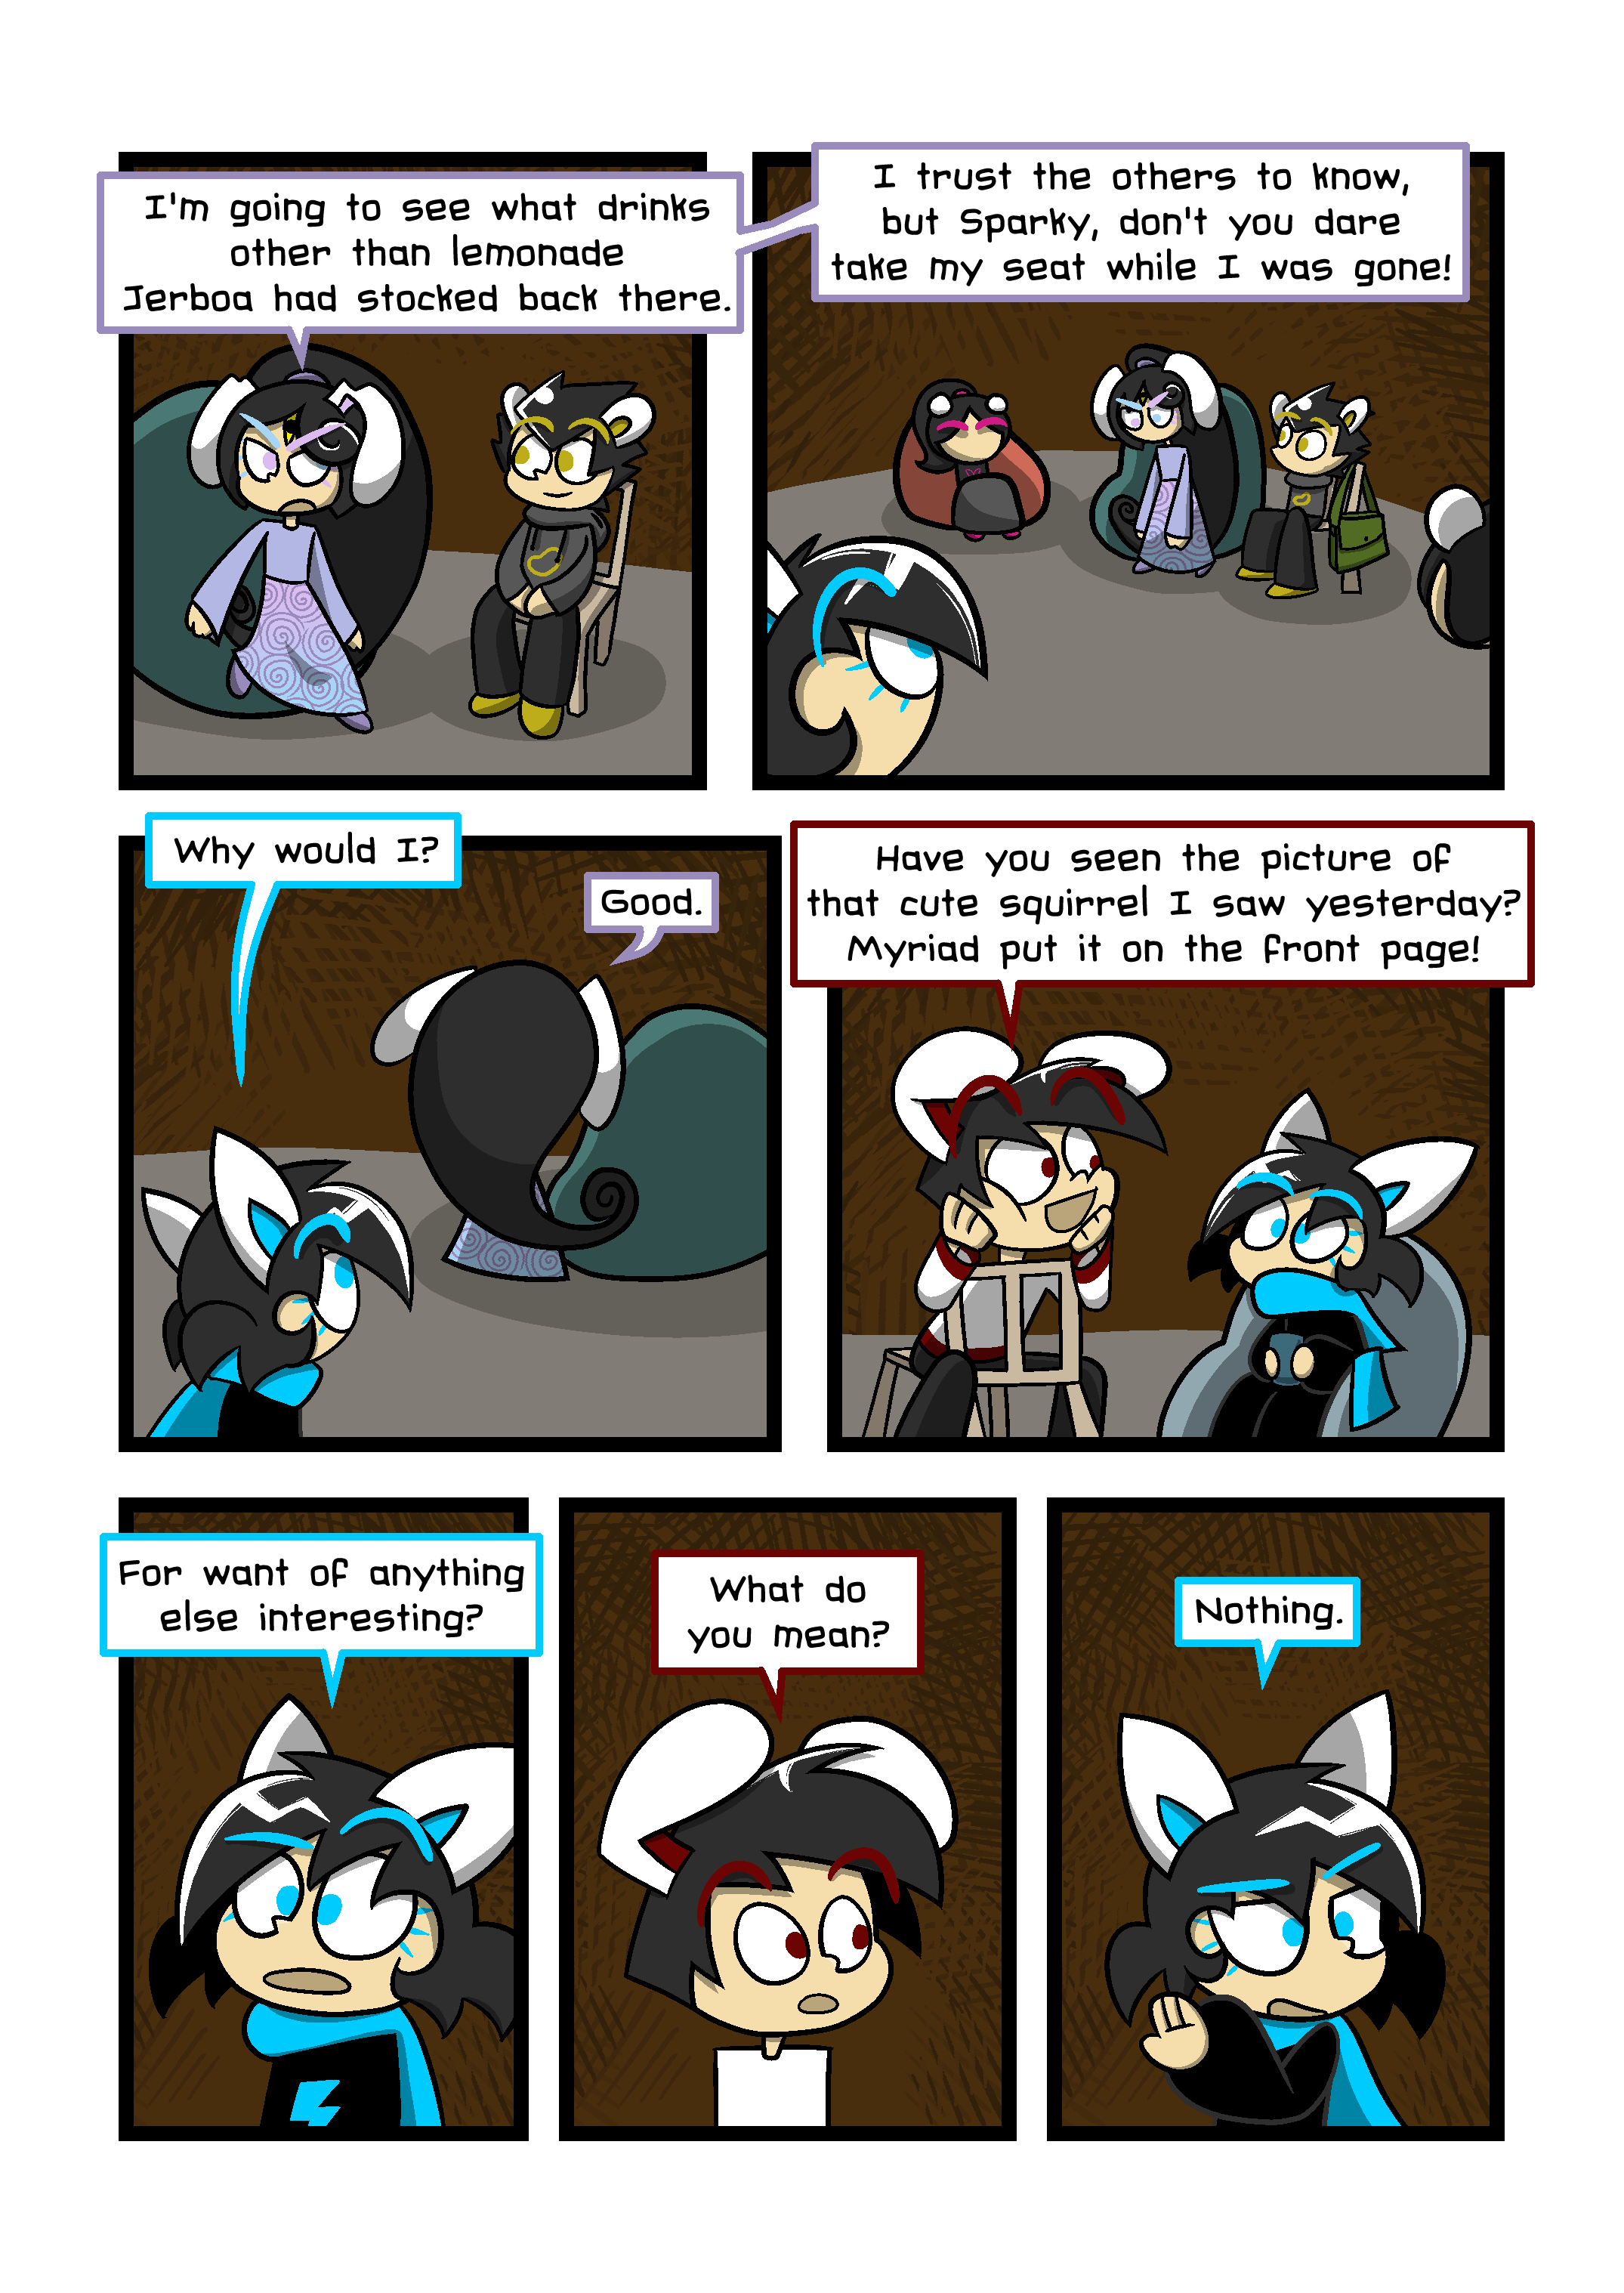 I'm going to see what drinks
other than lemonade
Jerboa had stocked back there.
I trust the others to know,
but Sparky, don't you dare
take my seat while I was gone!
Why would I?
Good.
Have you seen the picture of
that cute squirrel I saw yesterday?
Myriad put it on the front page!
For want of anything
else interesting?
What do
you mean?
Nothing.